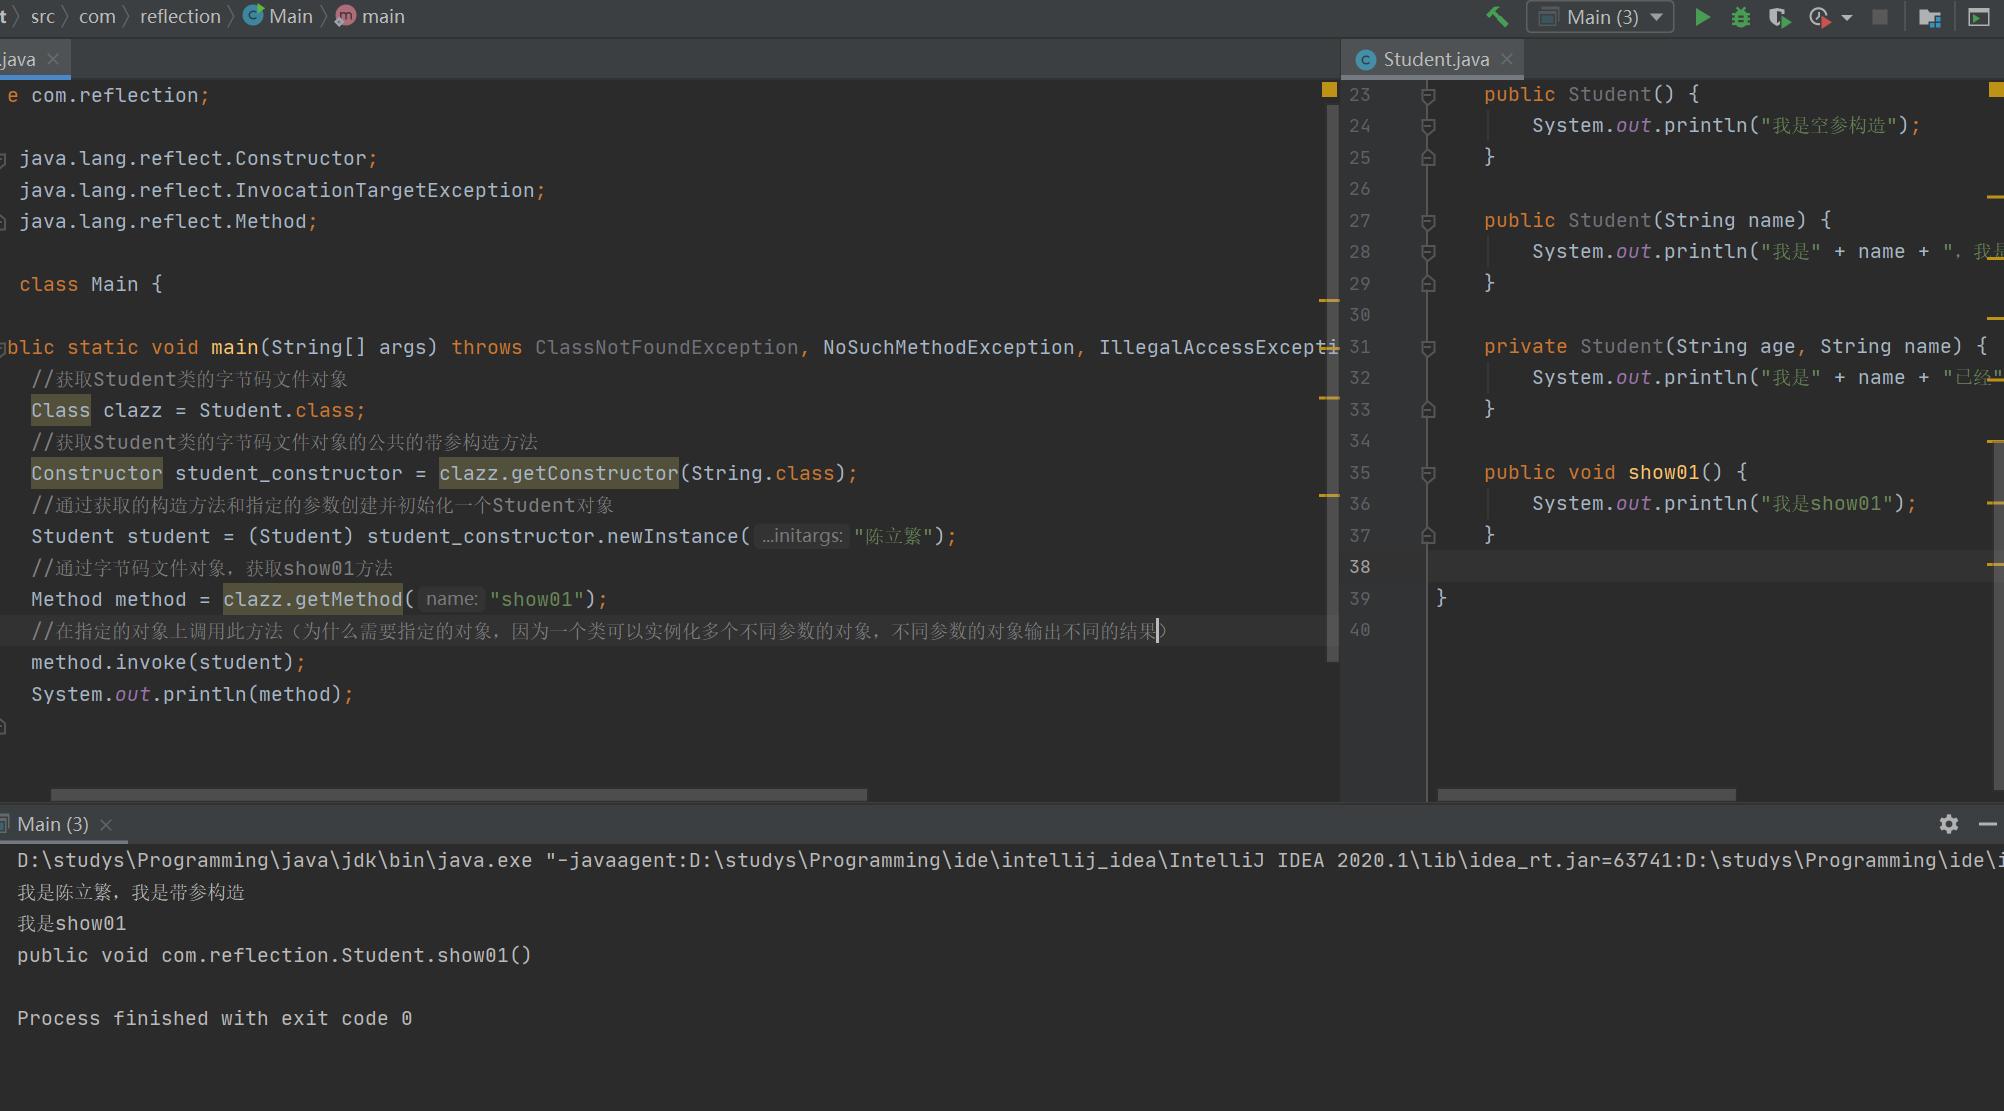 t src com reflection Main main
Main (3)
.java
Student.java
e com.reflection;
java.lang.reflect.Constructor;
java.lang.reflect.InvocationTargetException;
java.lang.reflect.Method;
class Main {
blic static void main(String[] args) throws ClassNotFoundException, NoSuchMethodException, IllegalAccessExcepti
//获取Student类的字节码文件对象
Class clazz = Student.class;
//获取Student类的字节码文件对象的公共的带参构造方法
Constructor student_constructor = clazz.getConstructor(String.class);
//通过获取的构造方法和指定的参数创建并初始化一个Student对象
Student student = (Student) student_constructor.newInstance( ...initargs: "陈立繁");
//通过字节码文件对象，获取show01方法
Method method = clazz.getMethod( name: "show01");
//在指定的对象上调用此方法（为什么需要指定的对象，因为一个类可以实例化多个不同参数的对象，不同参数的对象输出不同的结果）
method.invoke(student);
System.out.println(method);
23 public Student() {
24 System.out.println("我是空参构造");
25 }
26
27 public Student(String name) {
28 System.out.println("我是" + name + "，我是
29 }
30
31 private Student(String age, String name) {
32 System.out.println("我是" + name + "已经"
33 }
34
35 public void show01() {
36 System.out.println("我是show01");
37 }
38
39 }
40
Main (3)
D:\studys\Programming\java\jdk\bin\java.exe "-javaagent:D:\studys\Programming\ide\intellij_idea\IntelliJ IDEA 2020.1\lib\idea_rt.jar=63741:D:\studys\Programming\ide\i
我是陈立繁，我是带参构造
我是show01
public void com.reflection.Student.show01()
Process finished with exit code 0